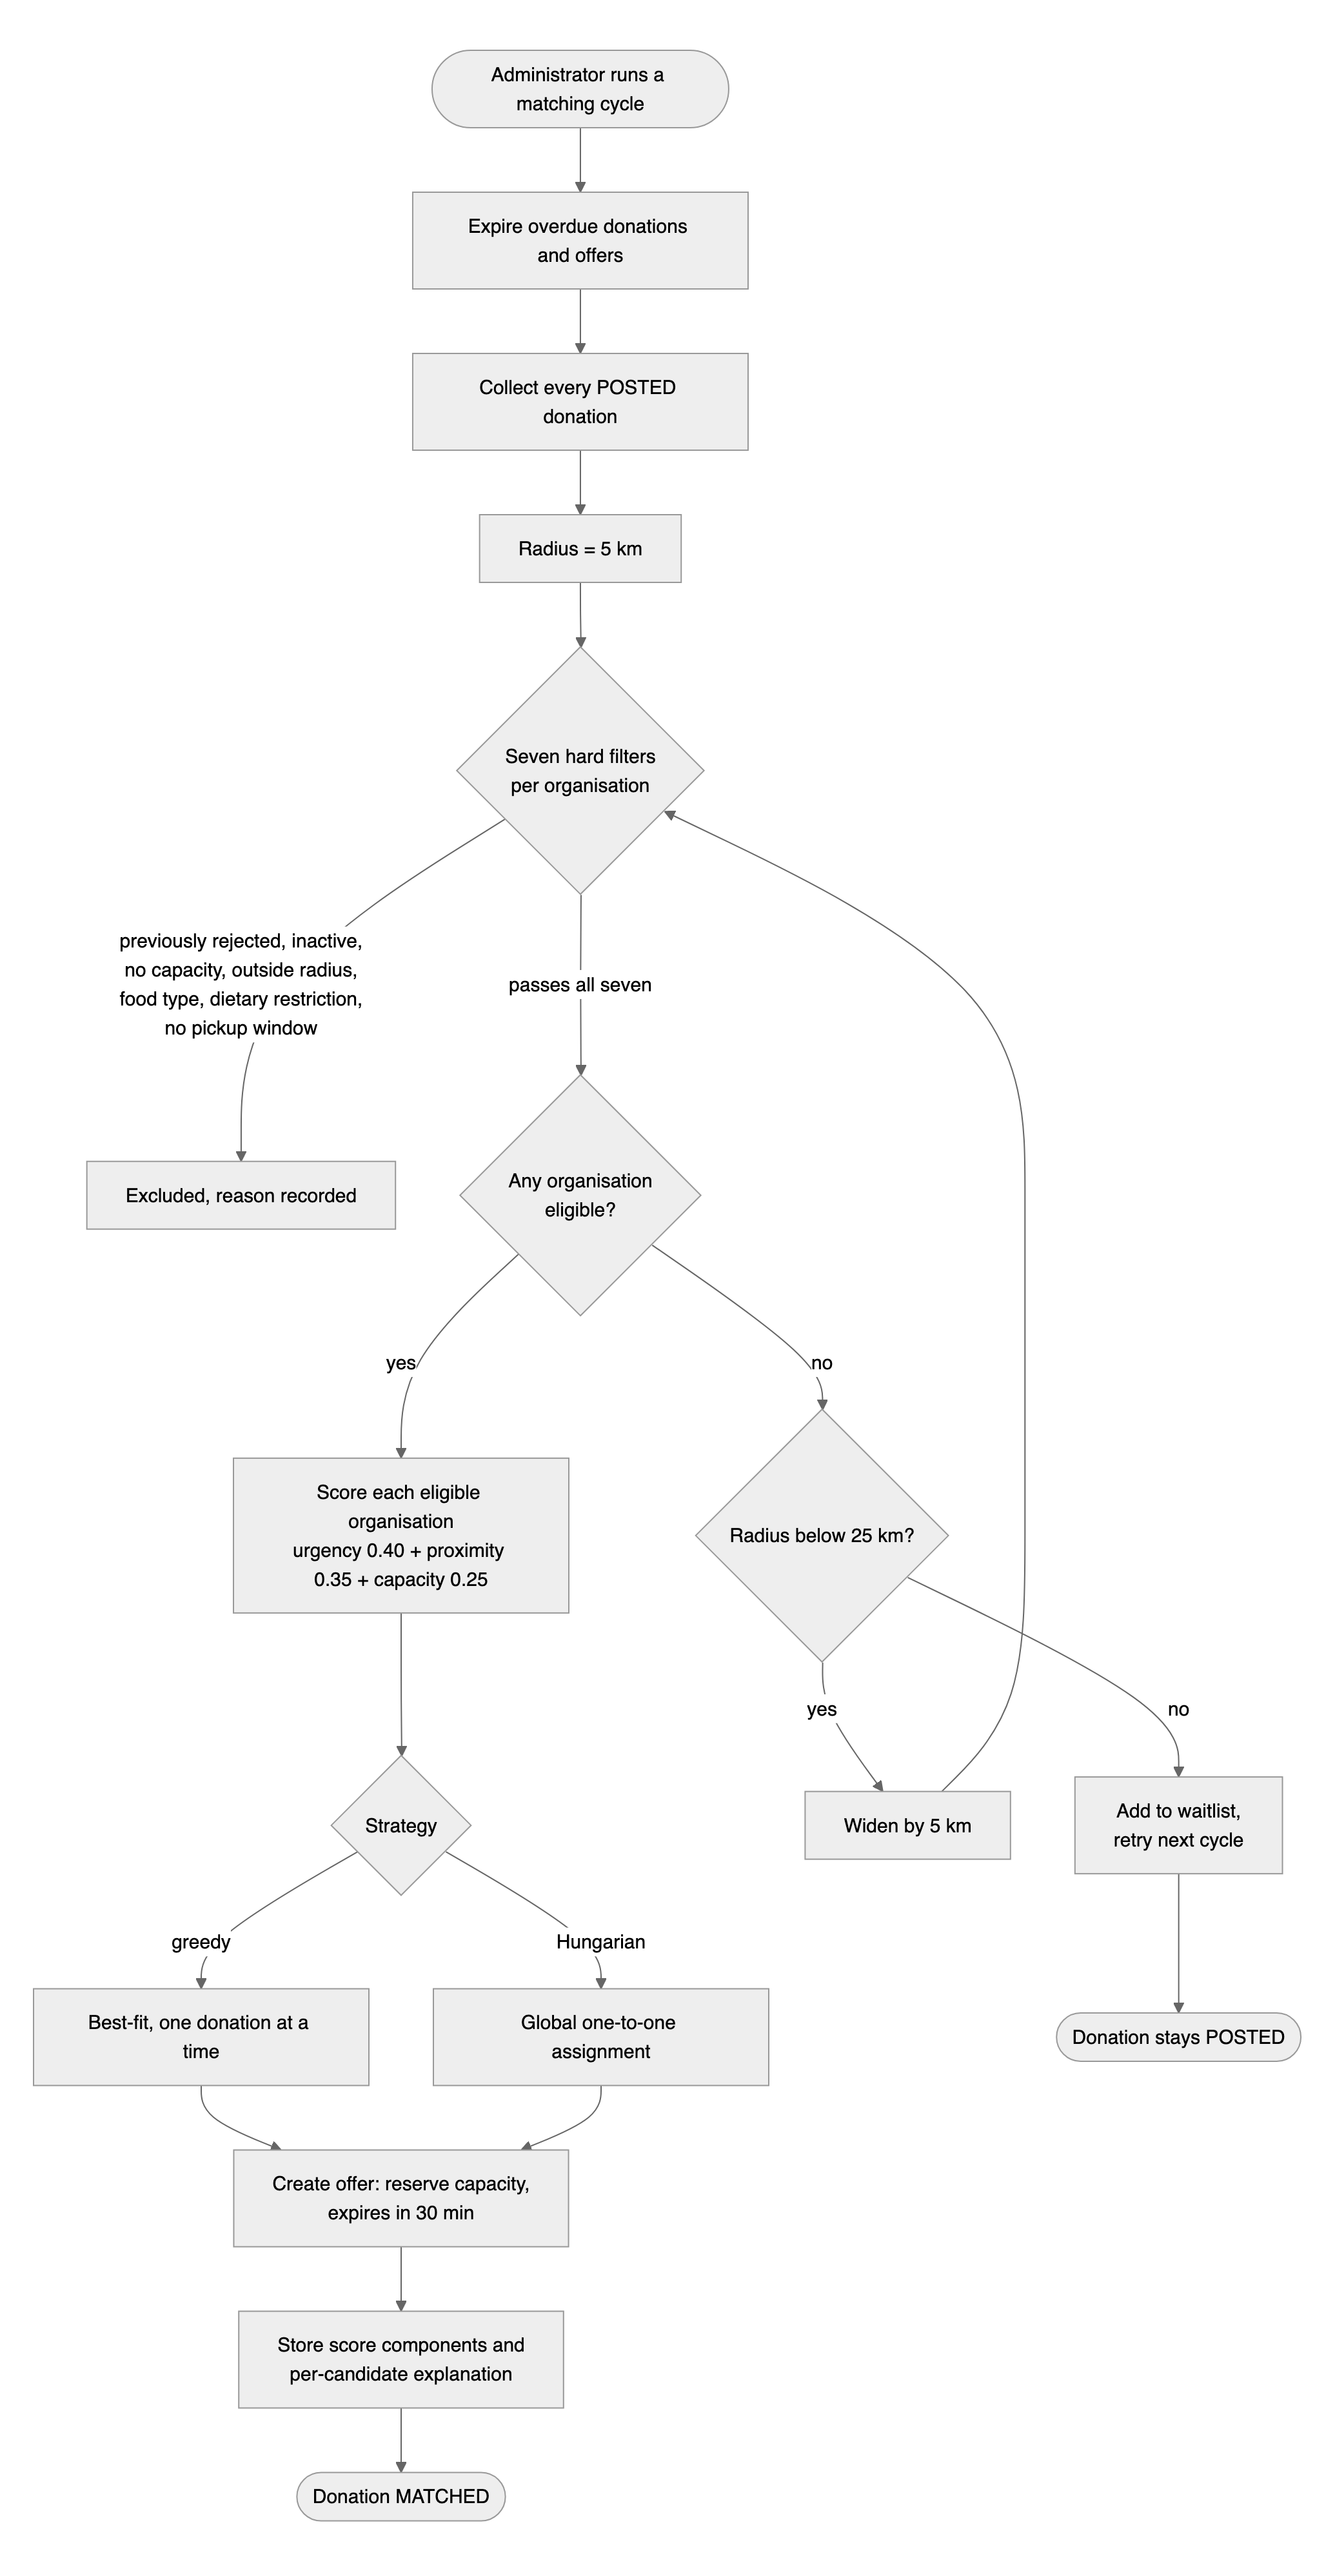 Administrator runs a
matching cycle
Expire overdue donations
and offers
Collect every POSTED
donation
Radius = 5 km
Seven hard filters
per organisation
previously rejected, inactive,
no capacity, outside radius,
food type, dietary restriction,
no pickup window
passes all seven
Excluded, reason recorded
Any organisation
eligible?
yes
no
Score each eligible
organisation
urgency 0.40 + proximity
0.35 + capacity 0.25
Radius below 25 km?
yes
no
Strategy
Widen by 5 km
Add to waitlist,
retry next cycle
greedy
Hungarian
Best-fit, one donation at a
time
Global one-to-one
assignment
Donation stays POSTED
Create offer: reserve capacity,
expires in 30 min
Store score components and
per-candidate explanation
Donation MATCHED